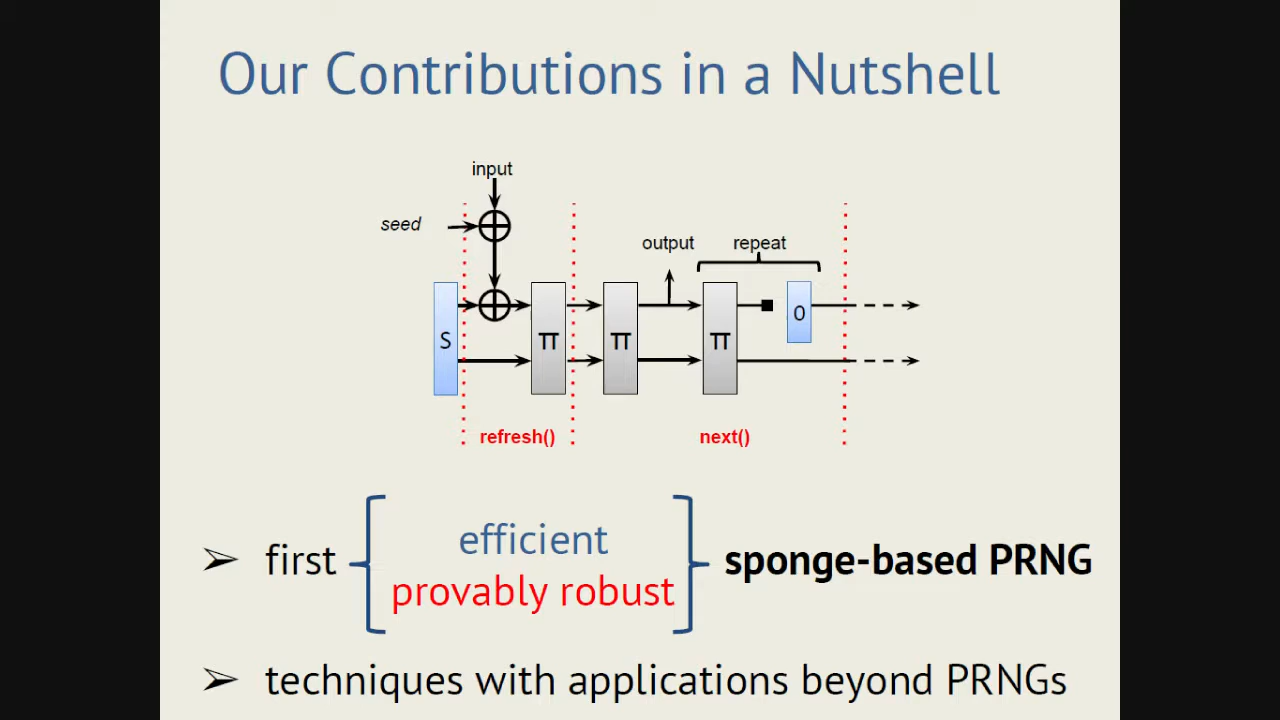 Our Contributions in a Nutshell
input
seed
output
repeat
S
π
π
π
0
refresh()
next()
➢ first
efficient
provably robust
sponge-based PRNG
➢ techniques with applications beyond PRNGs